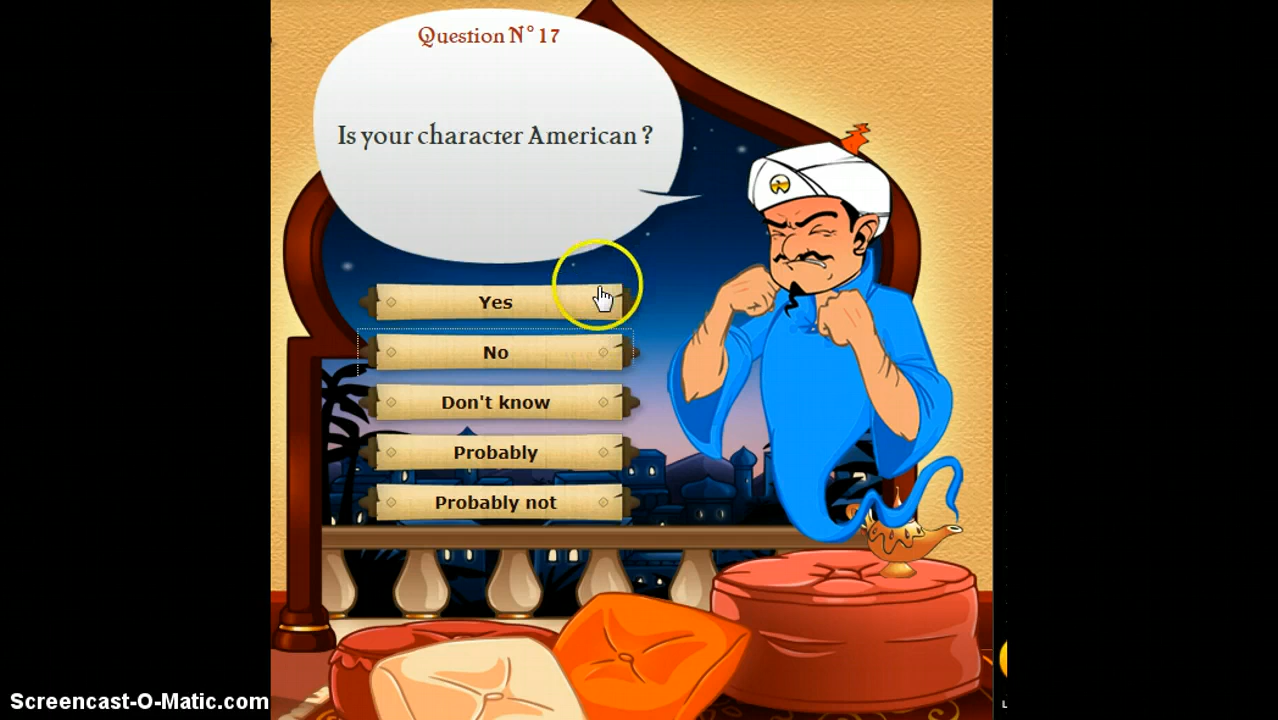 Question N° 17
Is your character American ?
Yes
No
Don't know
Probably
Probably not
Screencast-O-Matic.com